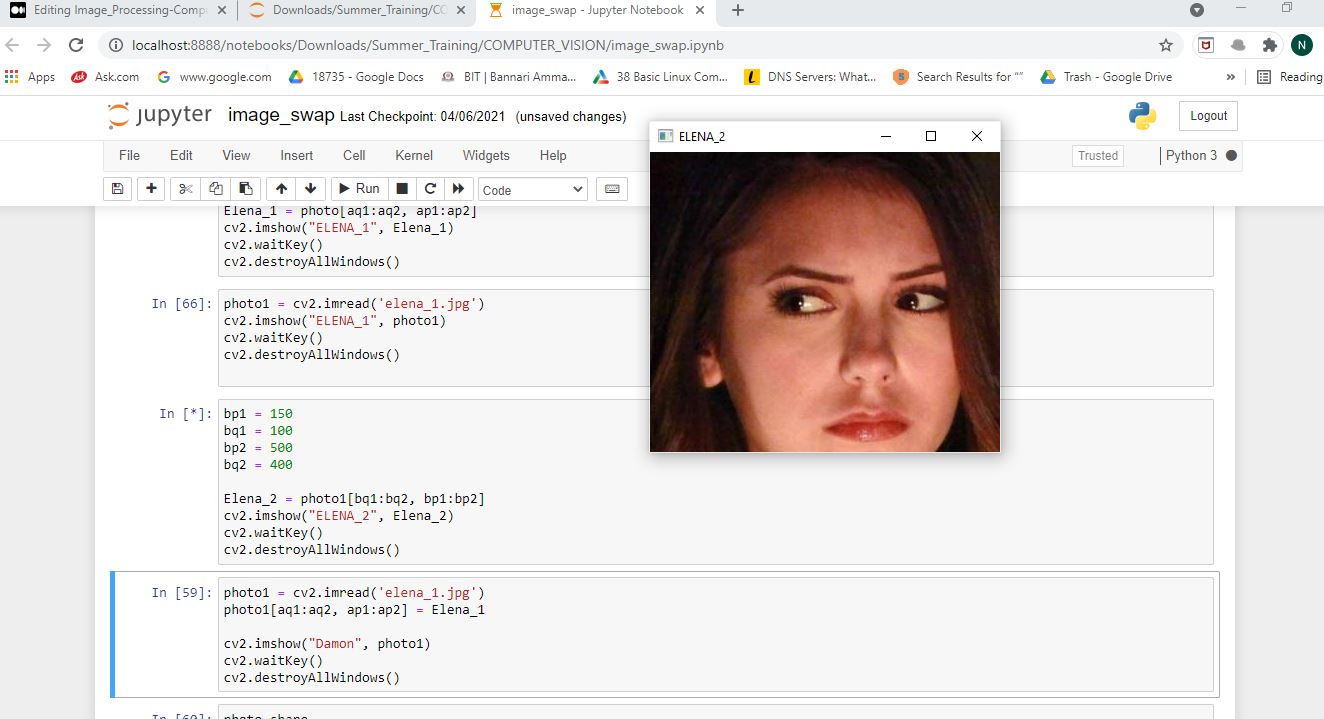 Editing Image_Processing-Comp
Downloads/Summer_Training/CO
image_swap - Jupyter Notebook
localhost:8888/notebooks/Downloads/Summer_Training/COMPUTER_VISION/image_swap.ipynb
N
Apps
Ask
Ask.com
G
www.google.com
18735 - Google Docs
BIT | Bannari Amma...
38 Basic Linux Com...
L
DNS Servers: What...
S
Search Results for “”
Trash - Google Drive
»
Reading
jupyter
image_swap Last Checkpoint: 04/06/2021 (unsaved changes)
Logout
ELENA_2
File
Edit
View
Insert
Cell
Kernel
Widgets
Help
Trusted
Python 3
Run
Code
Elena_1 = photo[aq1:aq2, ap1:ap2]
cv2.imshow("ELENA_1", Elena_1)
cv2.waitKey()
cv2.destroyAllWindows()
In [66]:
photo1 = cv2.imread('elena_1.jpg')
cv2.imshow("ELENA_1", photo1)
cv2.waitKey()
cv2.destroyAllWindows()
In [*]:
bp1 = 150
bq1 = 100
bp2 = 500
bq2 = 400
Elena_2 = photo1[bq1:bq2, bp1:bp2]
cv2.imshow("ELENA_2", Elena_2)
cv2.waitKey()
cv2.destroyAllWindows()
In [59]:
photo1 = cv2.imread('elena_1.jpg')
photo1[aq1:aq2, ap1:ap2] = Elena_1
cv2.imshow("Damon", photo1)
cv2.waitKey()
cv2.destroyAllWindows()
In [60]:
photo.shape